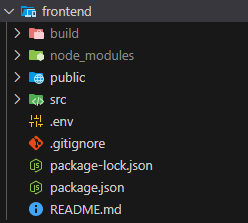 frontend
build
node_modules
public
src
.env
.gitignore
package-lock.json
package.json
README.md